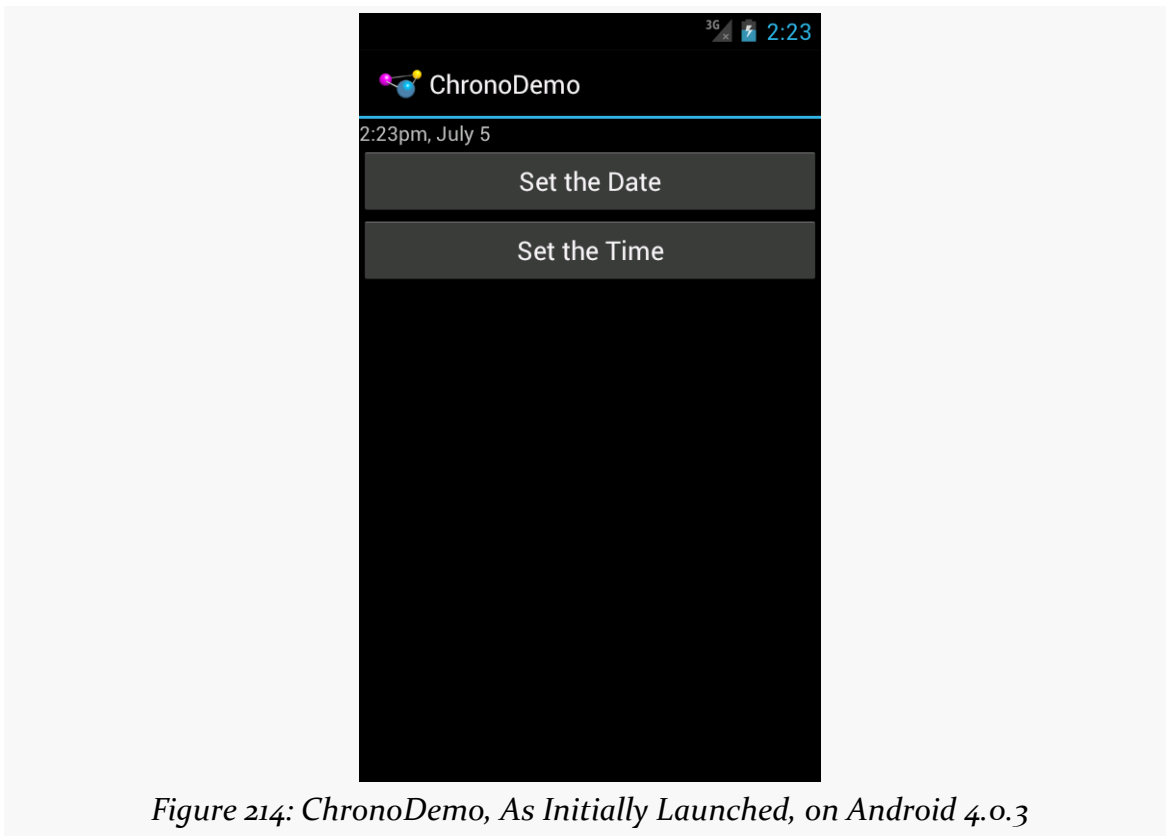 3G 2:23
ChronoDemo
2:23pm, July 5
Set the Date
Set the Time
Figure 214: ChronoDemo, As Initially Launched, on Android 4.0.3